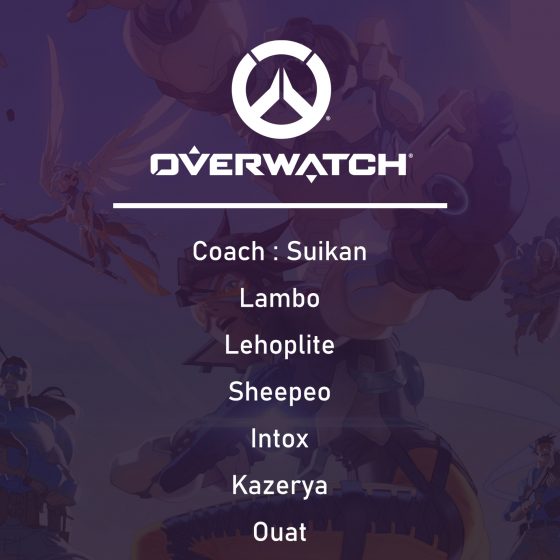 OVERWATCH®
Coach : Suikan
Lambo
Lehoplite
Sheepeo
Intox
Kazerya
Ouat